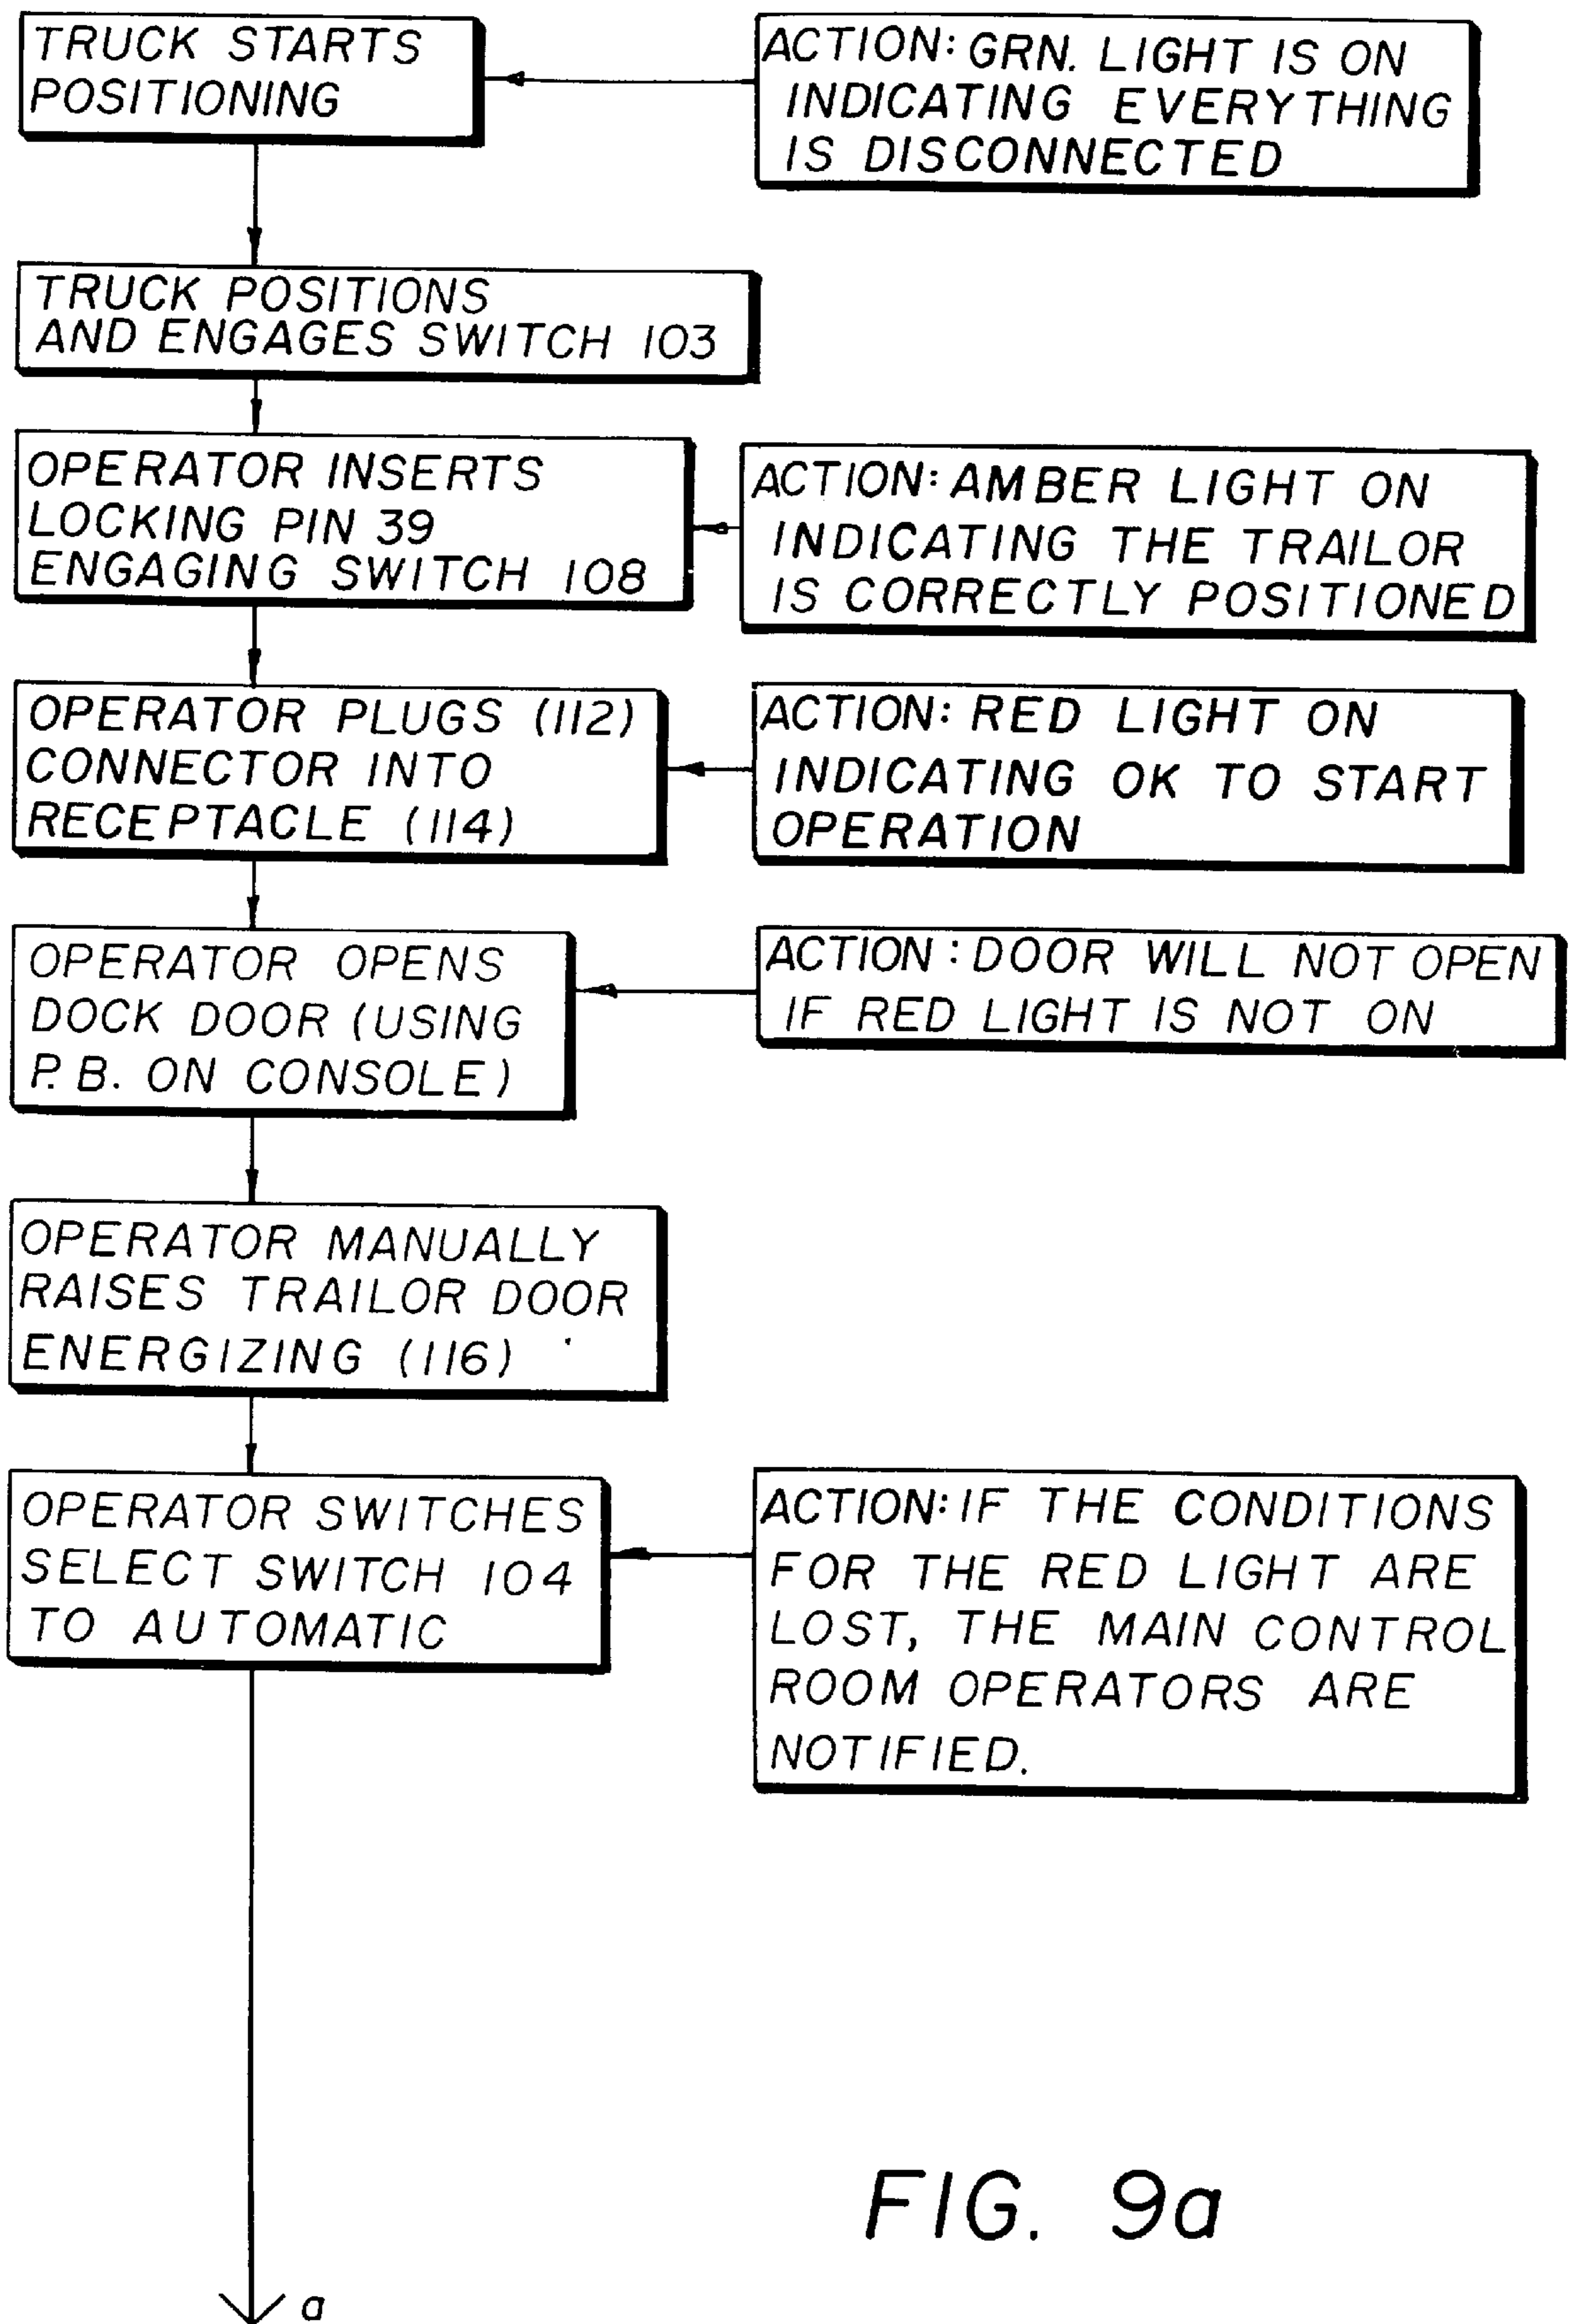 TRUCK STARTS
POSITIONING
ACTION: GRN. LIGHT IS ON
INDICATING EVERYTHING
IS DISCONNECTED
TRUCK POSITIONS
AND ENGAGES SWITCH 103
OPERATOR INSERTS
LOCKING PIN 39
ENGAGING SWITCH 108
ACTION: AMBER LIGHT ON
INDICATING THE TRAILOR
IS CORRECTLY POSITIONED
OPERATOR PLUGS (112)
CONNECTOR INTO
RECEPTACLE (114)
ACTION: RED LIGHT ON
INDICATING OK TO START
OPERATION
OPERATOR OPENS
DOCK DOOR (USING
P.B. ON CONSOLE)
ACTION: DOOR WILL NOT OPEN
IF RED LIGHT IS NOT ON
OPERATOR MANUALLY
RAISES TRAILOR DOOR
ENERGIZING (116)
OPERATOR SWITCHES
SELECT SWITCH 104
TO AUTOMATIC
ACTION: IF THE CONDITIONS
FOR THE RED LIGHT ARE
LOST, THE MAIN CONTROL
ROOM OPERATORS ARE
NOTIFIED.
FIG. 9a
a